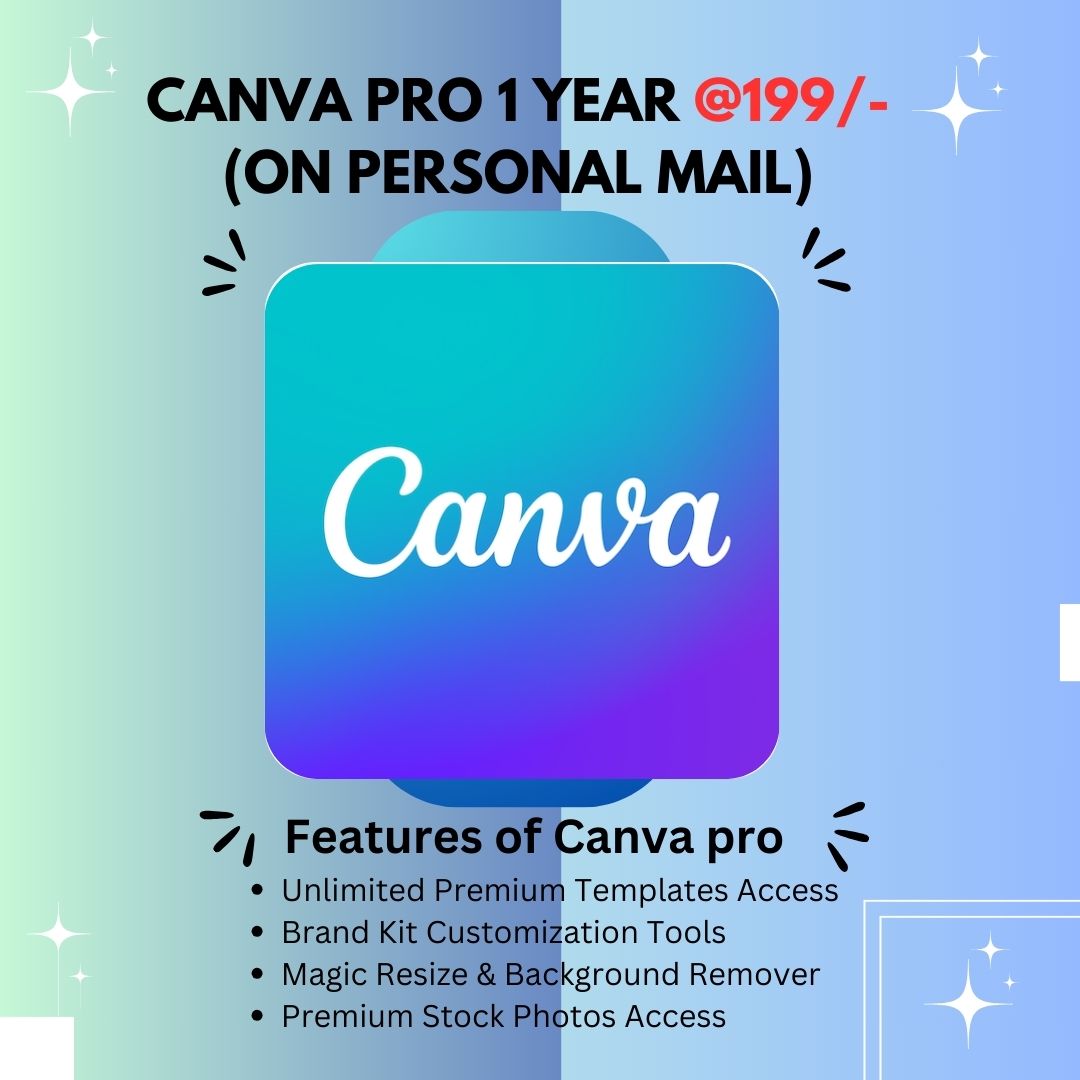 CANVA PRO 1 YEAR @199/-
(ON PERSONAL MAIL)
Canva
Features of Canva pro
• Unlimited Premium Templates Access
• Brand Kit Customization Tools
• Magic Resize & Background Remover
• Premium Stock Photos Access